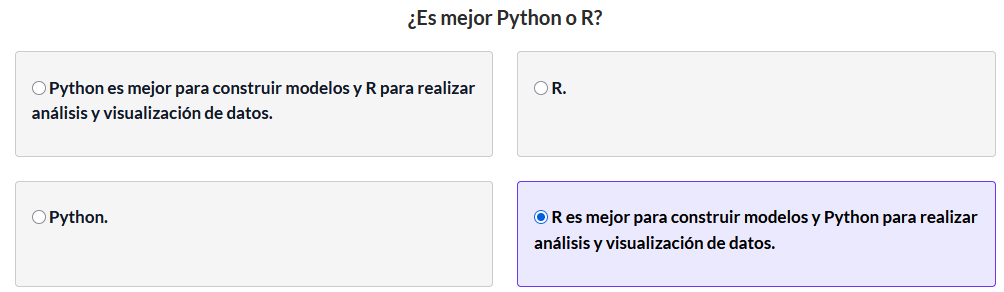 ¿Es mejor Python o R?
Python es mejor para construir modelos y R para realizar
análisis y visualización de datos.
R.
Python.
R es mejor para construir modelos y Python para realizar
análisis y visualización de datos.